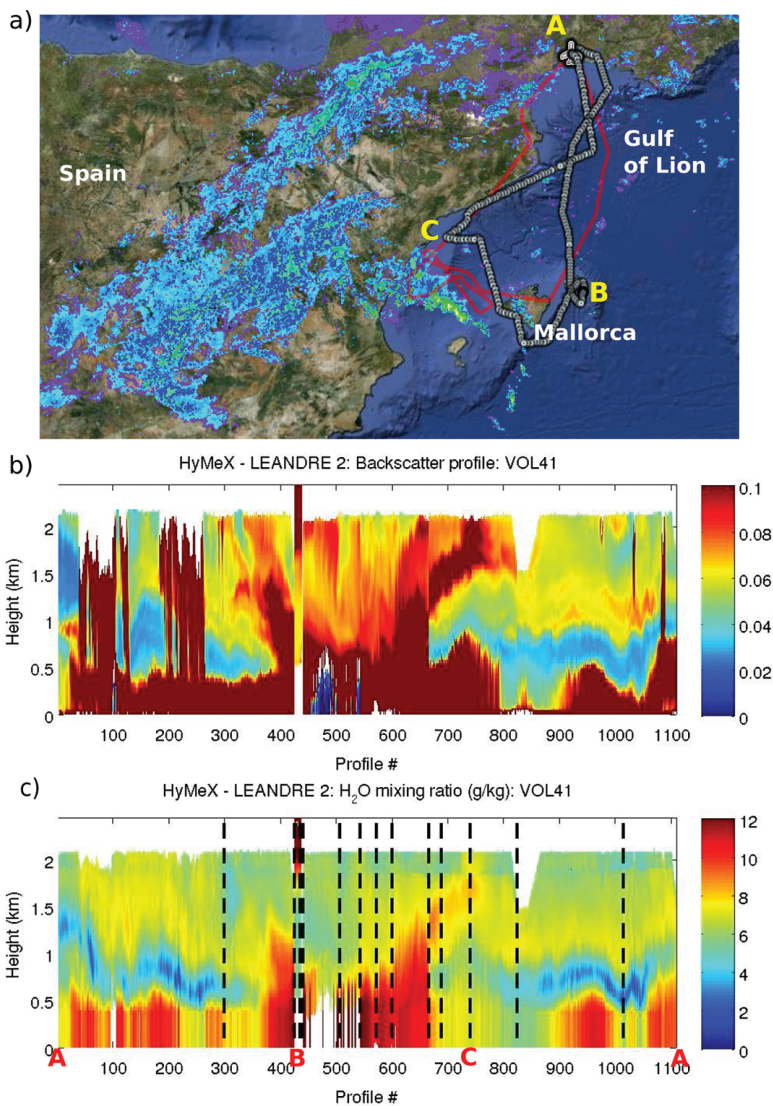 a)
A
Spain
Gulf
of Lion
C
B
Mallorca
b)
HyMeX - LEANDRE 2: Backscatter profile: VOL41
Height (km)
2
1.5
1
0.5
0
100 200 300 400 500 600 700 800 900 1000 1100
Profile #
0.1
0.08
0.06
0.04
0.02
0
c)
HyMeX - LEANDRE 2: H₂O mixing ratio (g/kg): VOL41
Height (km)
2
1.5
1
0.5
0
100 200 300 400 500 600 700 800 900 1000 1100
A B C A
Profile #
12
10
8
6
4
2
0